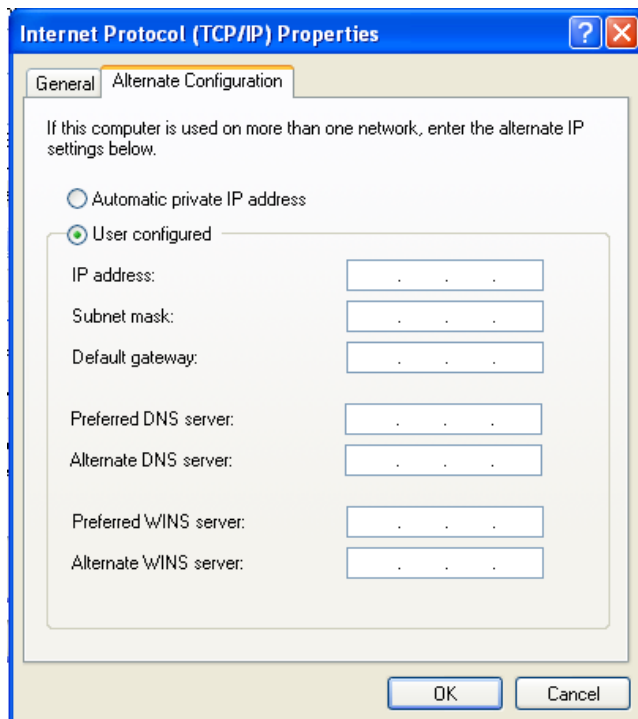 Internet Protocol (TCP/IP) Properties
General
Alternate Configuration
If this computer is used on more than one network, enter the alternate IP
settings below.
Automatic private IP address
User configured
IP address:
. . .
Subnet mask:
. . .
Default gateway:
. . .
Preferred DNS server:
. . .
Alternate DNS server:
. . .
Preferred WINS server:
. . .
Alternate WINS server:
. . .
OK
Cancel